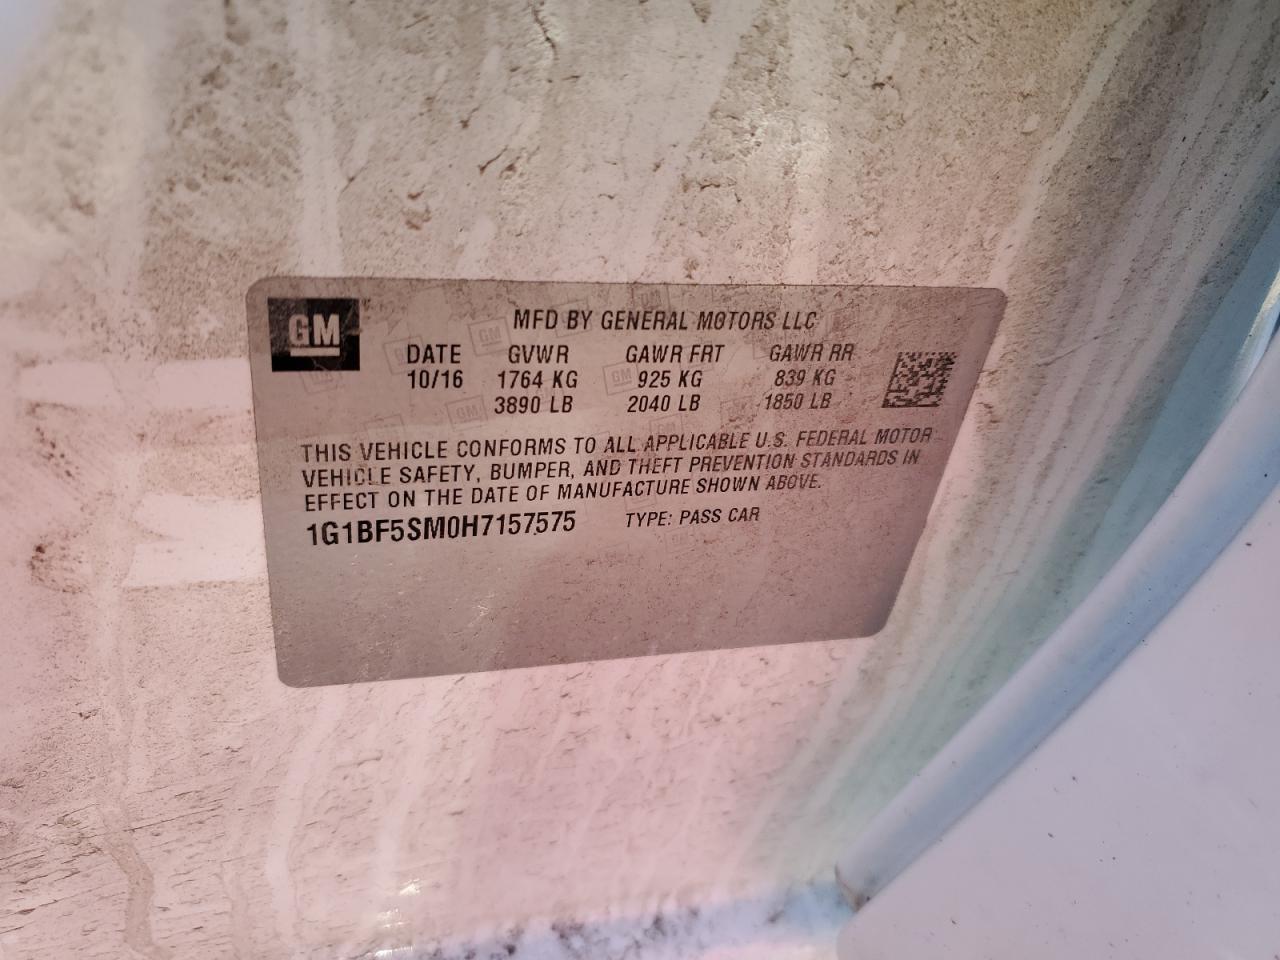 GM
MFD BY GENERAL MOTORS LLC
DATE GVWR GAWR FRT GAWR RR
10/16 1764 KG 925 KG 839 KG
3890 LB 2040 LB 1850 LB
THIS VEHICLE CONFORMS TO ALL APPLICABLE U.S. FEDERAL MOTOR
VEHICLE SAFETY, BUMPER, AND THEFT PREVENTION STANDARDS IN
EFFECT ON THE DATE OF MANUFACTURE SHOWN ABOVE.
1G1BF5SM0H7157575 TYPE: PASS CAR